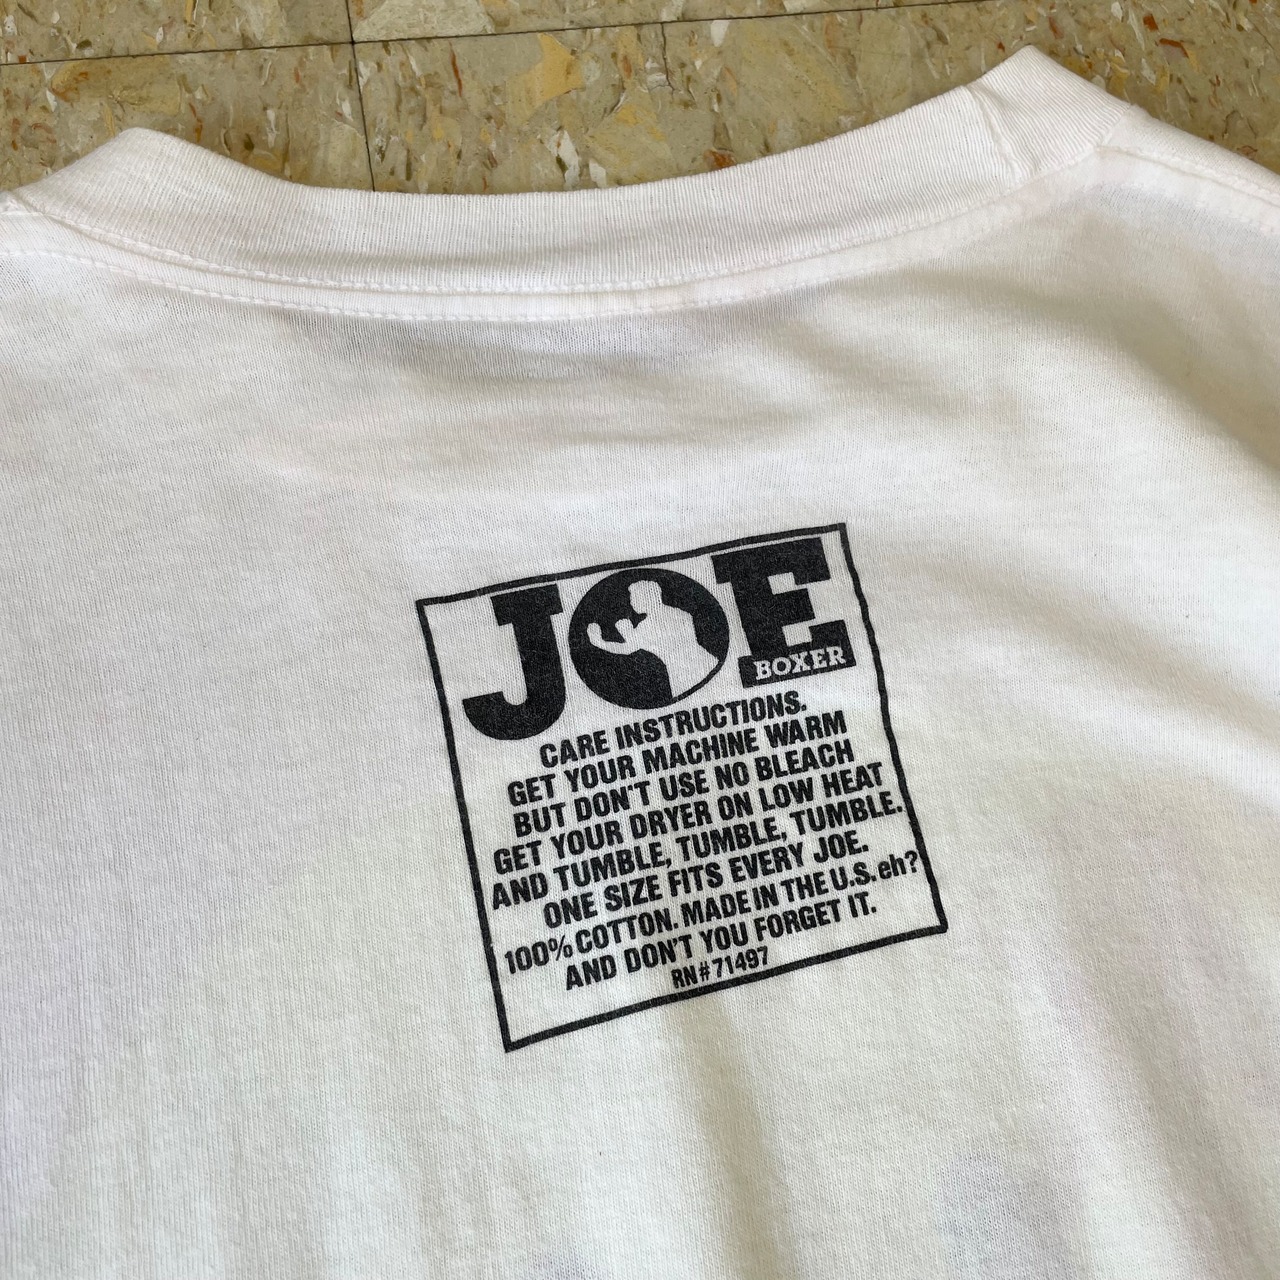 JOE
BOXER
CARE INSTRUCTIONS.
GET YOUR MACHINE WARM
BUT DON'T USE NO BLEACH
GET YOUR DRYER ON LOW HEAT
AND TUMBLE, TUMBLE, TUMBLE.
ONE SIZE FITS EVERY JOE.
100% COTTON. MADE IN THE U.S. eh?
AND DON'T YOU FORGET IT.
RN# 71497